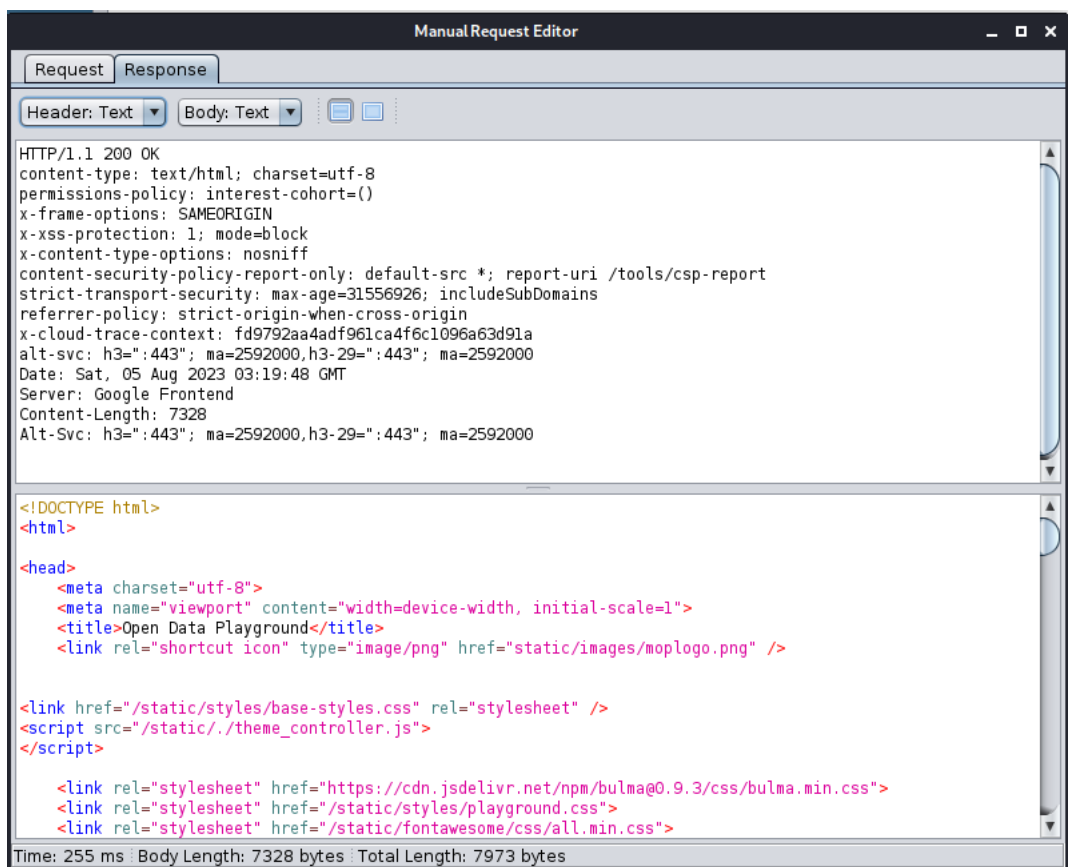 Manual Request Editor
Request Response
Header: Text Body: Text
HTTP/1.1 200 OK
content-type: text/html; charset=utf-8
permissions-policy: interest-cohort=()
x-frame-options: SAMEORIGIN
x-xss-protection: 1; mode=block
x-content-type-options: nosniff
content-security-policy-report-only: default-src *; report-uri /tools/csp-report
strict-transport-security: max-age=31556926; includeSubDomains
referrer-policy: strict-origin-when-cross-origin
x-cloud-trace-context: fd9792aa4adf961ca4f6c1096a63d91a
alt-svc: h3=":443"; ma=2592000,h3-29=":443"; ma=2592000
Date: Sat, 05 Aug 2023 03:19:48 GMT
Server: Google Frontend
Content-Length: 7328
Alt-Svc: h3=":443"; ma=2592000,h3-29=":443"; ma=2592000
<!DOCTYPE html>
<html>
<head>
<meta charset="utf-8">
<meta name="viewport" content="width=device-width, initial-scale=1">
<title>Open Data Playground</title>
<link rel="shortcut icon" type="image/png" href="static/images/moplogo.png" />
<link href="/static/styles/base-styles.css" rel="stylesheet" />
<script src="/static/./theme_controller.js">
</script>
<link rel="stylesheet" href="https://cdn.jsdelivr.net/npm/bulma@0.9.3/css/bulma.min.css">
<link rel="stylesheet" href="/static/styles/playground.css">
<link rel="stylesheet" href="/static/fontawesome/css/all.min.css">
Time: 255 ms Body Length: 7328 bytes Total Length: 7973 bytes